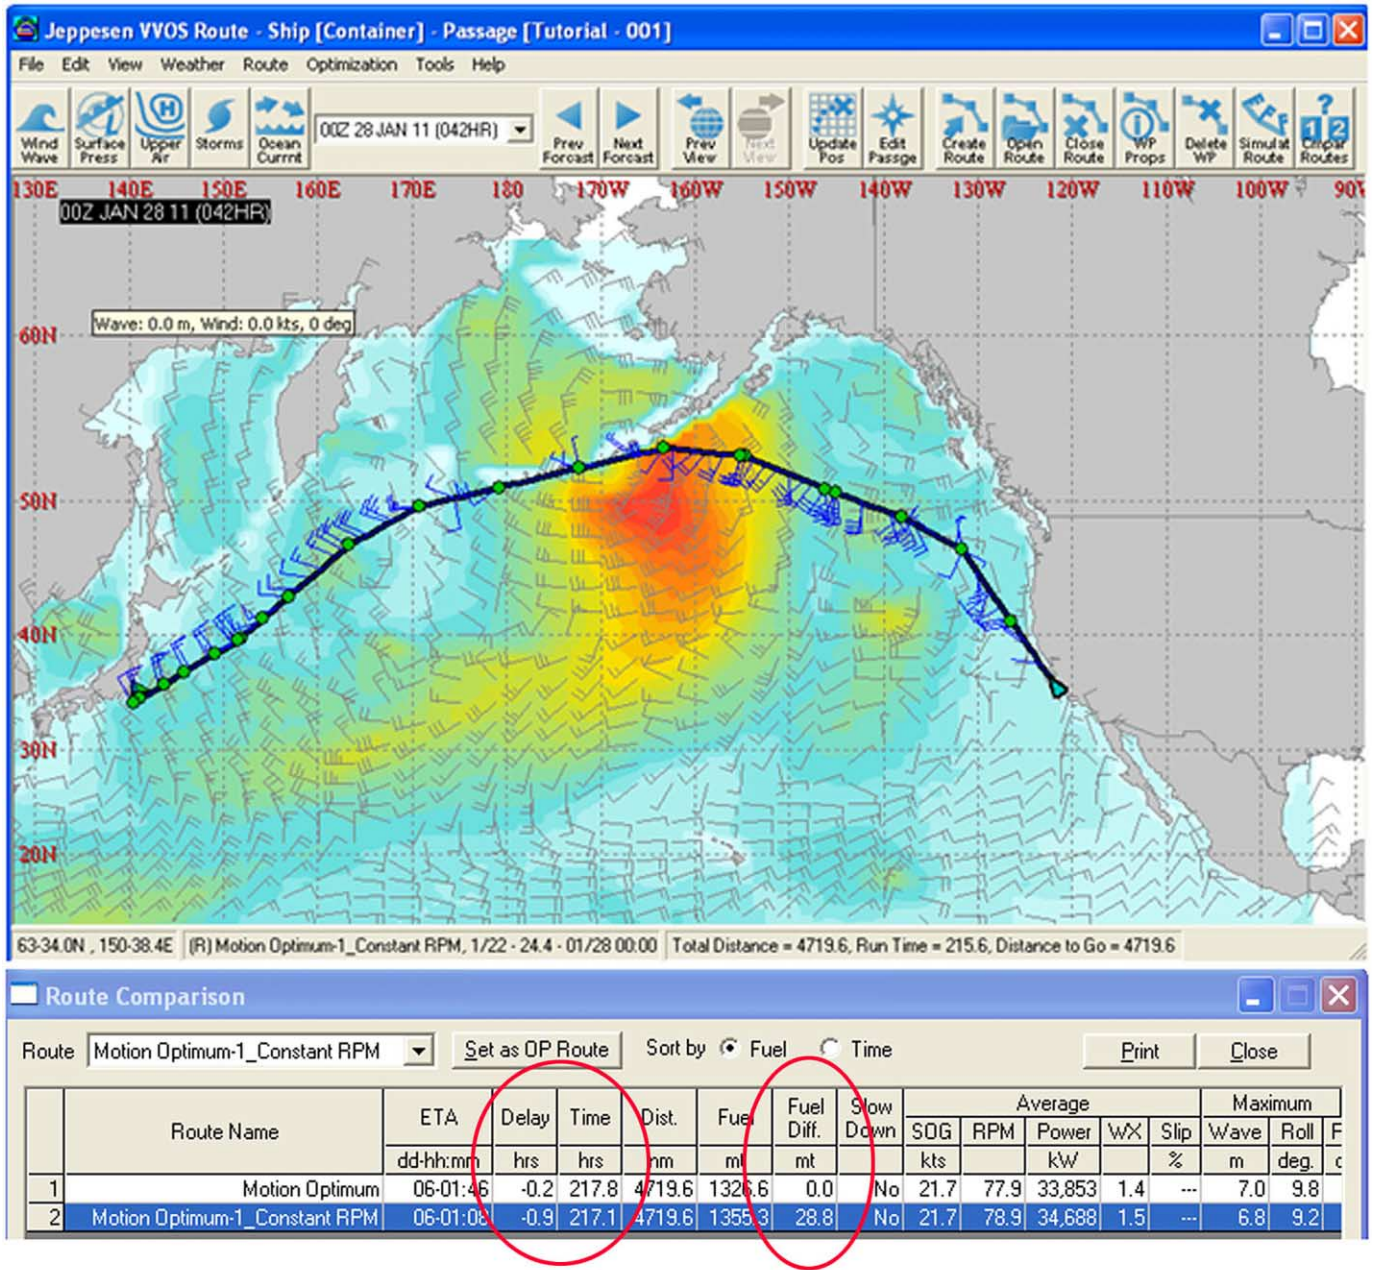 Jeppesen VVOS Route - Ship [Container] - Passage [Tutorial - 001]
File Edit View Weather Route Optimization Tools Help
Wind Wave Surface Press Upper Air Storms Ocean Currnt 00Z 28 JAN 11 (042HR) Prev Forcast Next Forcast Prev View Next View Update Pos Edit Passge Create Route Open Route Close Route WP Props Delete WP Simulat Route Cmpar Routes
130E 140E 150E 160E 170E 180 170W 160W 150W 140W 130W 120W 110W 100W 90W
00Z JAN 28 11 (042HR)
Wave: 0.0 m, Wind: 0.0 kts, 0 deg
60N
50N
40N
30N
20N
63-34.0N , 150-38.4E (R) Motion Optimum-1_Constant RPM, 1/22 - 24.4 - 01/28 00:00 Total Distance = 4719.6, Run Time = 215.6, Distance to Go = 4719.6
Route Comparison
Route Motion Optimum-1_Constant RPM Set as OP Route Sort by Fuel Time Print Close
Route Name ETA Delay Time Dist. Fuel Fuel Diff. Slow Down Average Maximum
SOG RPM Power WX Slip Wave Roll
dd-hh:mm hrs hrs nm mt mt kts kW % m deg.
1 Motion Optimum 06-01:46 -0.2 217.8 4719.6 1326.6 0.0 No 21.7 77.9 33,853 1.4 --- 7.0 9.8
2 Motion Optimum-1_Constant RPM 06-01:08 -0.9 217.1 4719.6 1355.3 28.8 No 21.7 78.9 34,688 1.5 --- 6.8 9.2